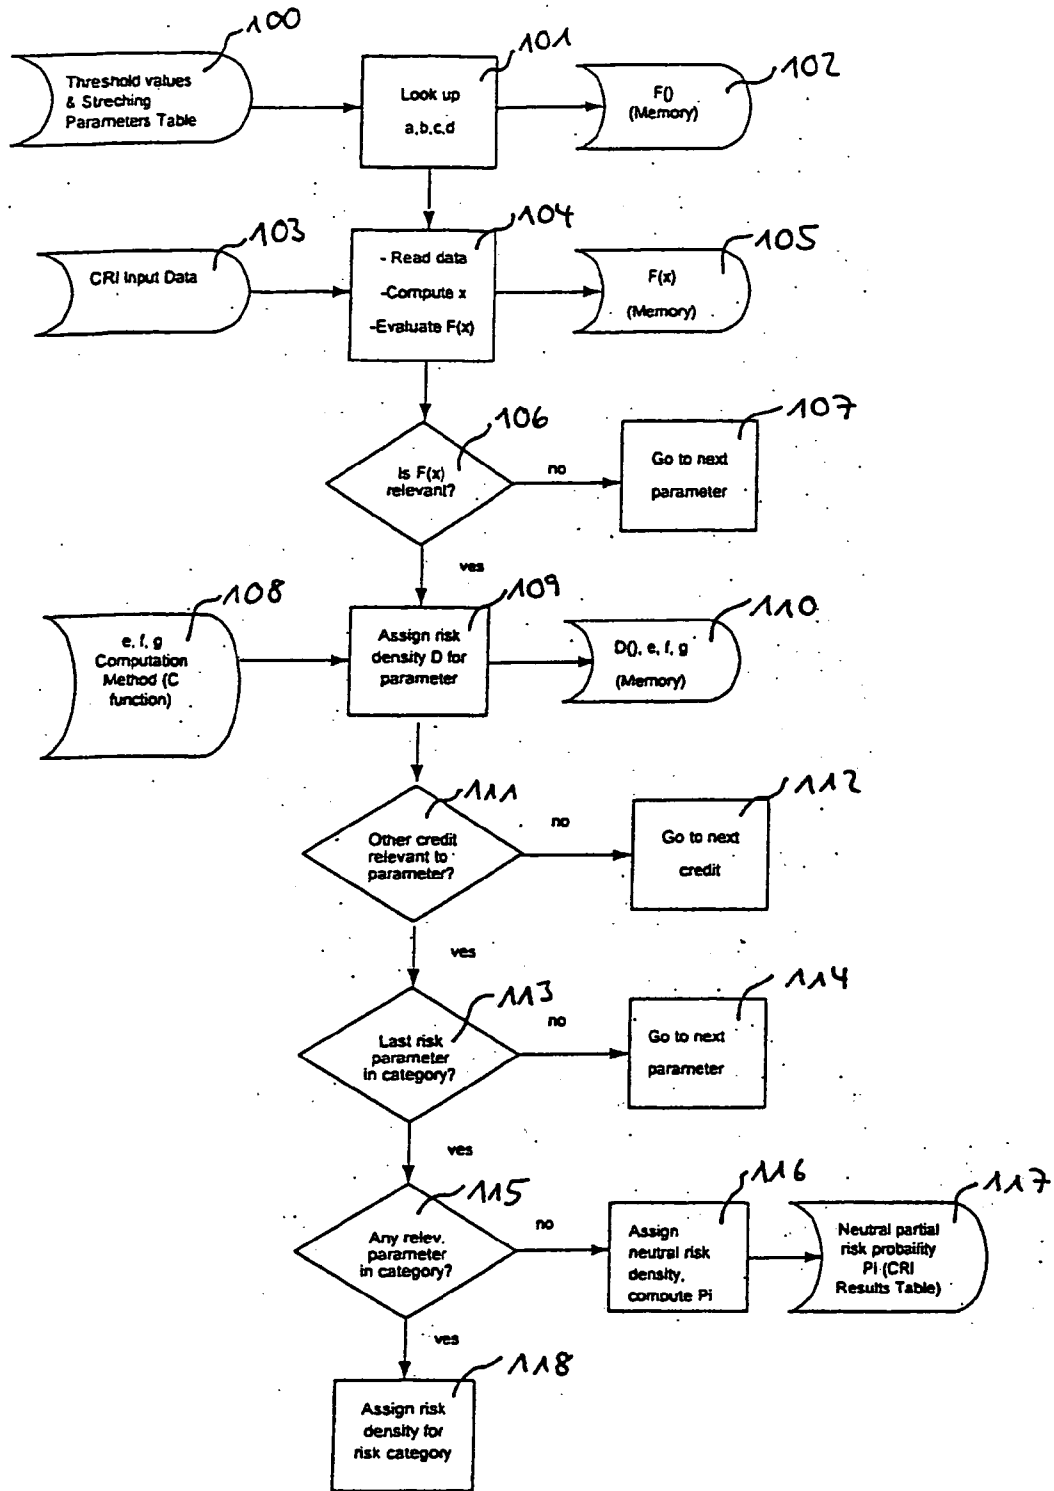 100
Threshold values
& Streching
Parameters Table
101
Look up
a,b,c,d
102
F()
(Memory)
103
CRI Input Data
104
- Read data
-Compute x
-Evaluate F(x)
105
F(x)
(Memory)
106
Is F(x)
relevant?
no
107
Go to next
parameter
yes
108
e, f, g
Computation
Method (C
function)
109
Assign risk
density D for
parameter
110
D(), e, f, g
(Memory)
111
Other credit
relevant to
parameter?
no
112
Go to next
credit
yes
113
Last risk
parameter
in category?
no
114
Go to next
parameter
yes
115
Any relev.
parameter
in category?
no
116
Assign
neutral risk
density,
compute Pi
117
Neutral partial
risk probaility
Pi (CRI
Results Table)
yes
118
Assign risk
density for
risk category